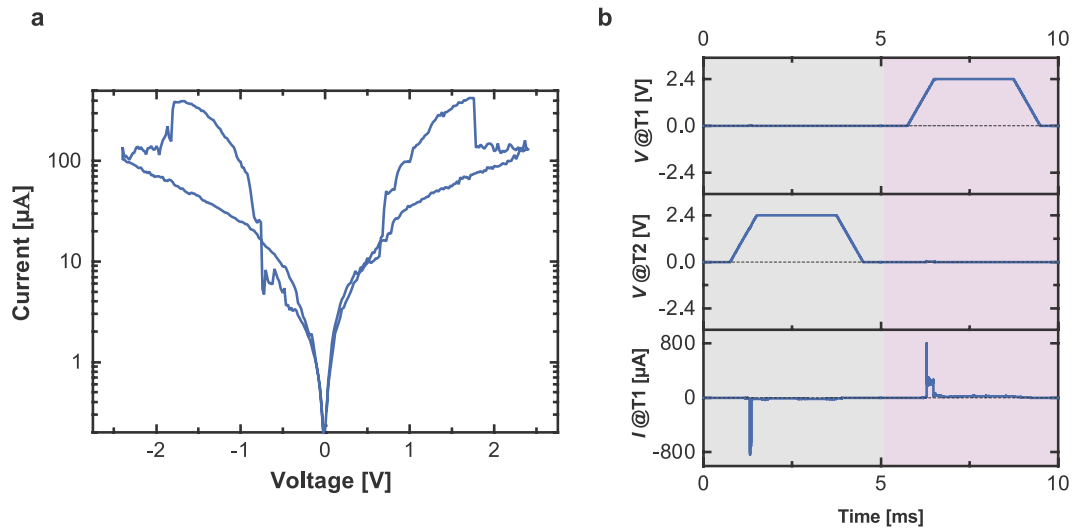 a
100
10
1
Current [µA]
-2
-1
0
1
2
Voltage [V]
b
0
5
10
2.4
0.0
-2.4
V @T1 [V]
2.4
0.0
-2.4
V @T2 [V]
800
0
-800
I @T1 [µA]
0
5
10
Time [ms]